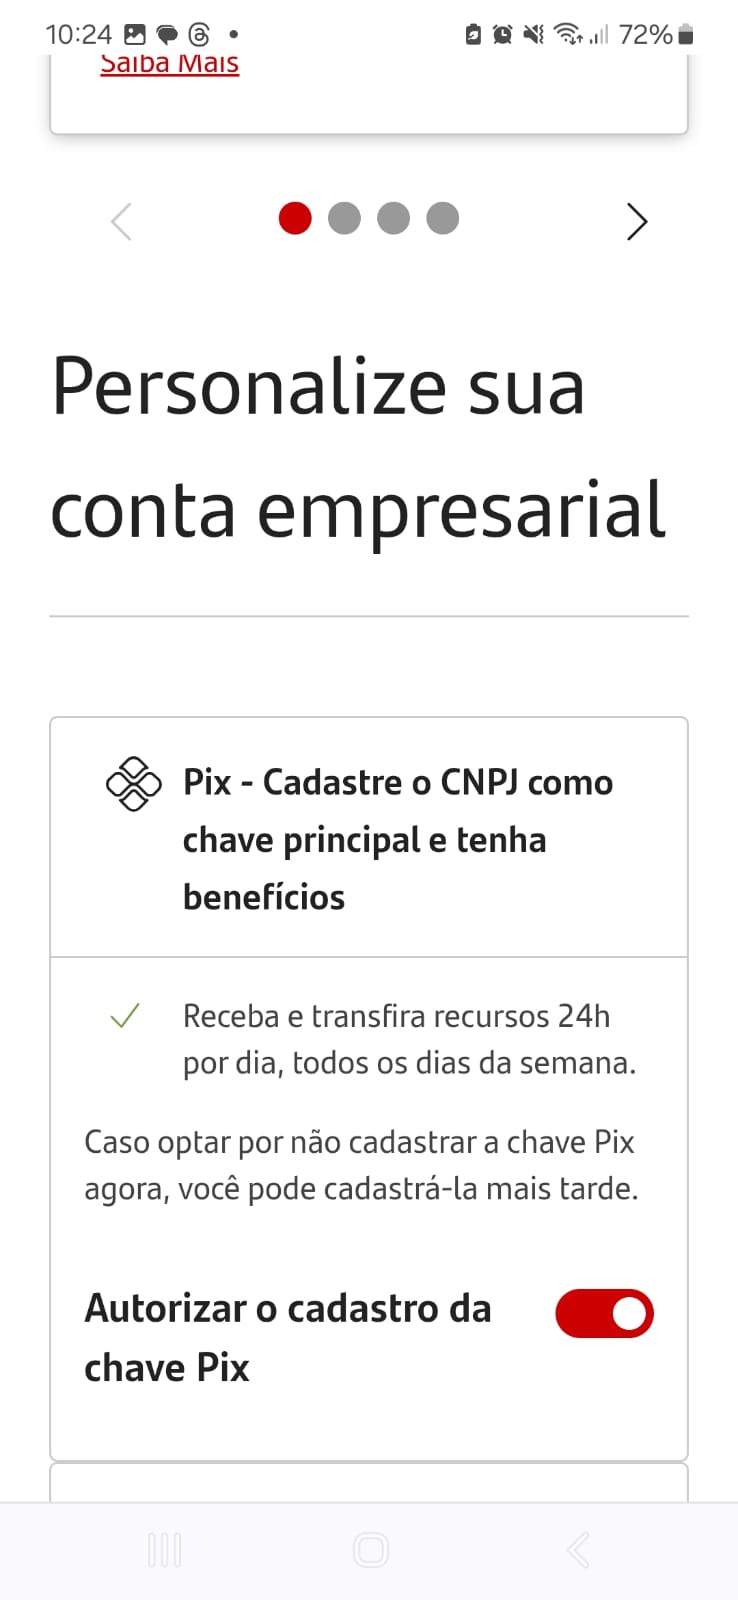 10:24
72%
Saiba Mais
Personalize sua
conta empresarial
Pix - Cadastre o CNPJ como
chave principal e tenha
benefícios
Receba e transfira recursos 24h
por dia, todos os dias da semana.
Caso optar por não cadastrar a chave Pix
agora, você pode cadastrá-la mais tarde.
Autorizar o cadastro da
chave Pix